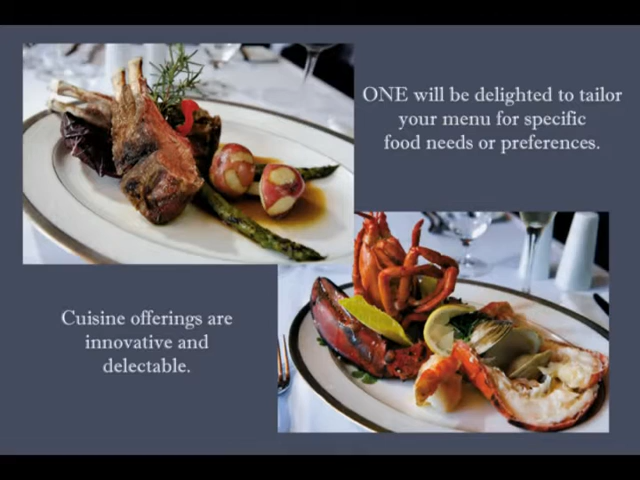 ONE will be delighted to tailor
your menu for specific
food needs or preferences.
Cuisine offerings are
innovative and
delectable.